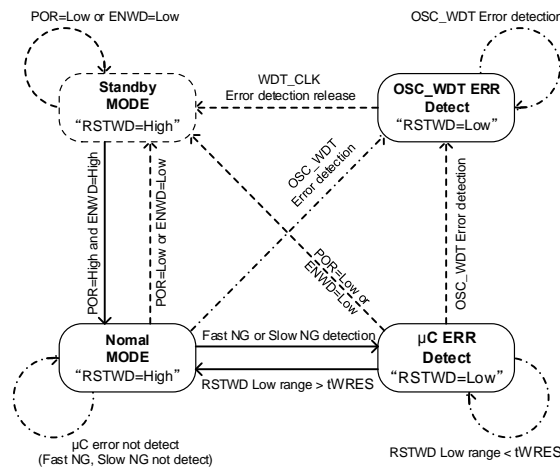 POR=Low or ENWD=Low
OSC_WDT Error detection
Standby
MODE
"RSTWD=High"
WDT_CLK
Error detection release
OSC_WDT ERR
Detect
"RSTWD=Low"
POR=High and ENWD=High
POR=Low or ENWD=Low
OSC_WDT
Error detection
POR=Low or
ENWD=Low
OSC_WDT Error detection
Nomal
MODE
"RSTWD=High"
Fast NG or Slow NG detection
RSTWD Low range > tWRES
µC ERR
Detect
"RSTWD=Low"
µC error not detect
(Fast NG, Slow NG not detect)
RSTWD Low range < tWRES